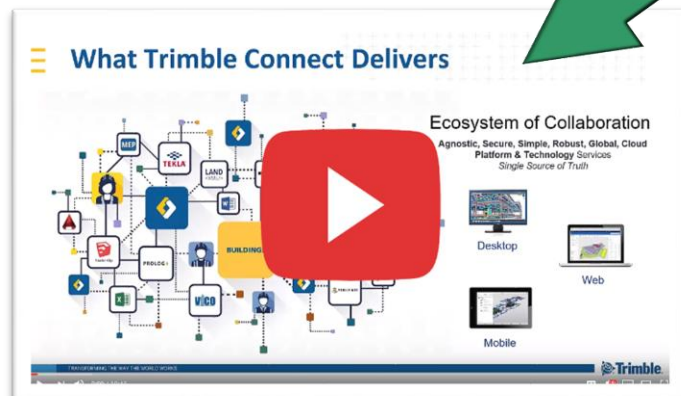 What Trimble Connect Delivers
Ecosystem of Collaboration
Agnostic, Secure, Simple, Robust, Global, Cloud
Platform & Technology Services
Single Source of Truth
MEP
TEKLA
LAND
BUILDING
PROLOG
VICO
Desktop
Web
Mobile
TRANSFORMING THE WAY THE WORLD WORKS
Trimble